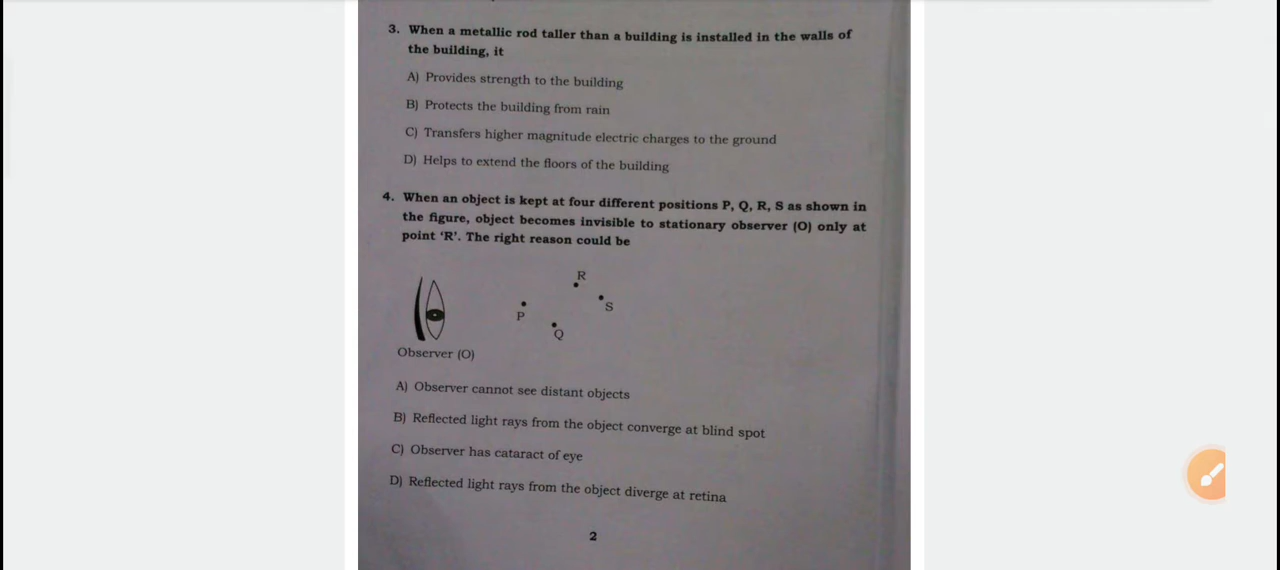 3. When a metallic rod taller than a building is installed in the walls of
the building, it
A) Provides strength to the building
B) Protects the building from rain
C) Transfers higher magnitude electric charges to the ground
D) Helps to extend the floors of the building
4. When an object is kept at four different positions P, Q, R, S as shown in
the figure, object becomes invisible to stationary observer (O) only at
point ‘R’. The right reason could be
R
S
P
Q
Observer (O)
A) Observer cannot see distant objects
B) Reflected light rays from the object converge at blind spot
C) Observer has cataract of eye
D) Reflected light rays from the object diverge at retina
2